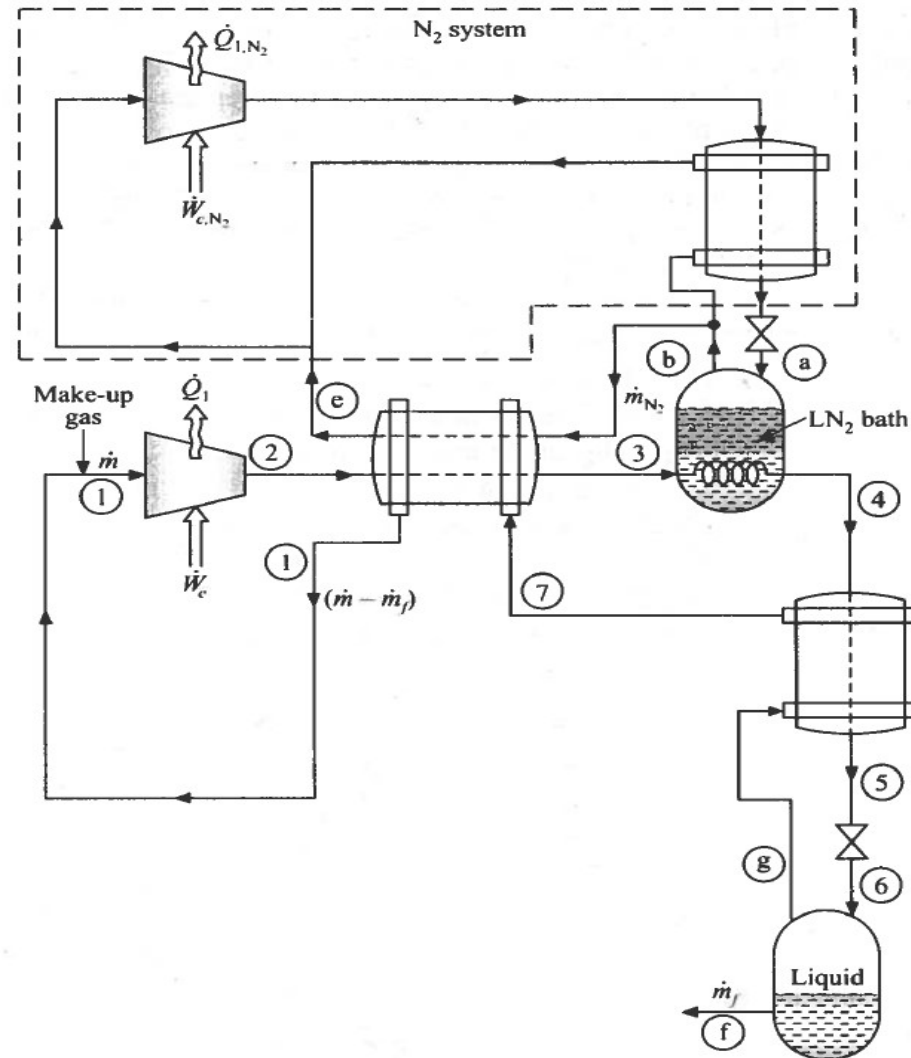 N₂ system
Q̇₁,N₂
Ẇc,N₂
b
a
Make-up
gas
ṁ
1
Q̇₁
2
e
ṁN₂
3
LN₂ bath
4
Ẇc
1
(ṁ − ṁf)
7
5
g
6
Liquid
ṁf
f